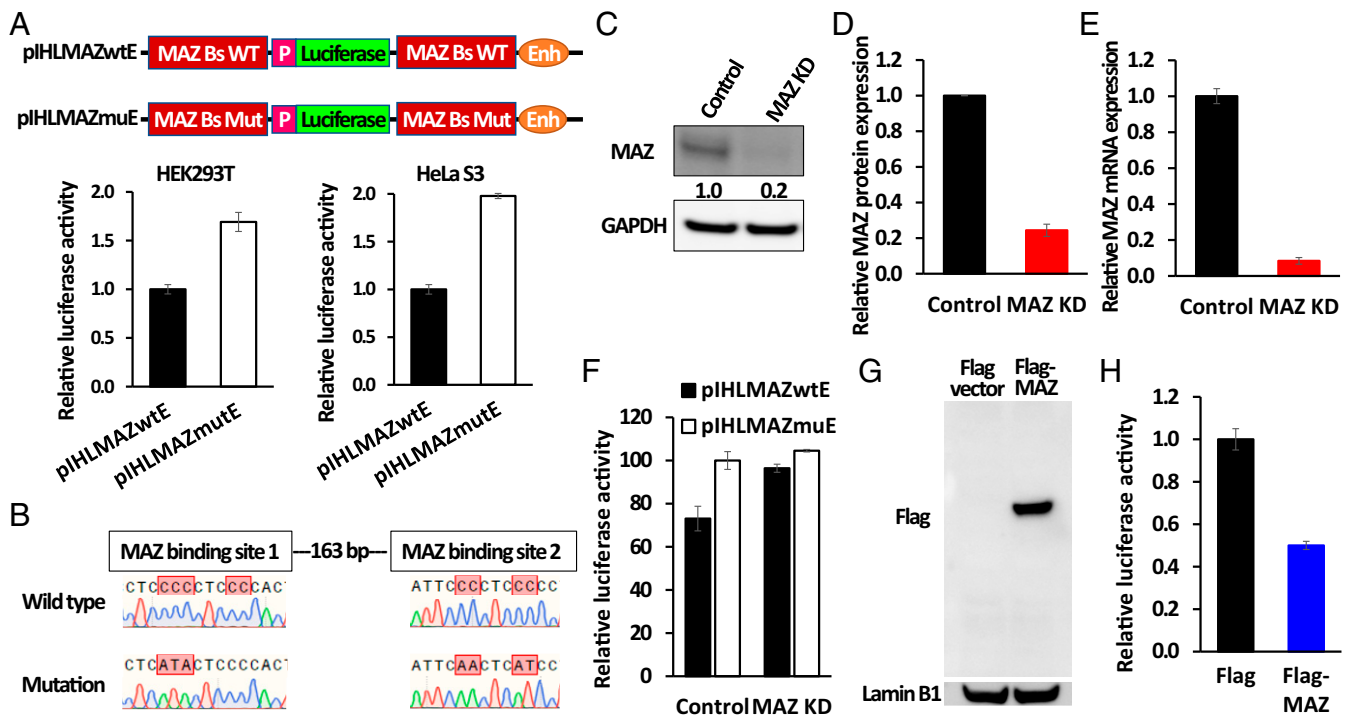 A
pIHLMAZwtE
MAZ Bs WT
P
Luciferase
MAZ Bs WT
Enh
pIHLMAZmuE
MAZ Bs Mut
P
Luciferase
MAZ Bs Mut
Enh
HEK293T
Relative luciferase activity
2.0
1.5
1.0
0.5
0.0
pIHLMAZwtE
pIHLMAZmutE
HeLa S3
Relative luciferase activity
2.0
1.5
1.0
0.5
0.0
pIHLMAZwtE
pIHLMAZmutE
B
MAZ binding site 1 ---163 bp--- MAZ binding site 2
Wild type
CTCCCCCTCCCCAC
ATTCCCCTCCCCC
Mutation
CTCATACTCCCCACT
ATTCAACTCATCC
C
Control
MAZ KD
MAZ
1.0 0.2
GAPDH
D
Relative MAZ protein expression
1.2
1.0
0.8
0.6
0.4
0.2
0.0
Control MAZ KD
E
Relative MAZ mRNA expression
1.2
1.0
0.8
0.6
0.4
0.2
0.0
Control MAZ KD
F
pIHLMAZwtE
pIHLMAZmuE
Relative luciferase activity
120
100
80
60
40
20
0
Control MAZ KD
G
Flag
vector
Flag-
MAZ
Flag
Lamin B1
H
Relative luciferase activity
1.2
1.0
0.8
0.6
0.4
0.2
0.0
Flag
Flag-
MAZ